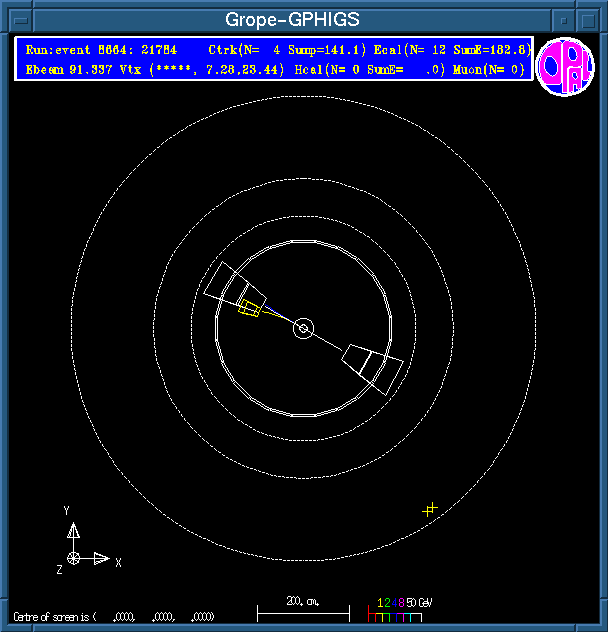 Grope-GPHIGS
Run:event 8664: 21784 Ctrk(N= 4 Sump=141.1) Ecal(N= 12 SumE=182.8)
Ebeam 91.337 Vtx (*****, 7.28,23.44) Hcal(N= 0 SumE= .0) Muon(N= 0)
OPAL
Y
X
Z
200. cm.
1 2 4 8 50 GeV
Centre of screen is ( .0000, .0000, .0000)